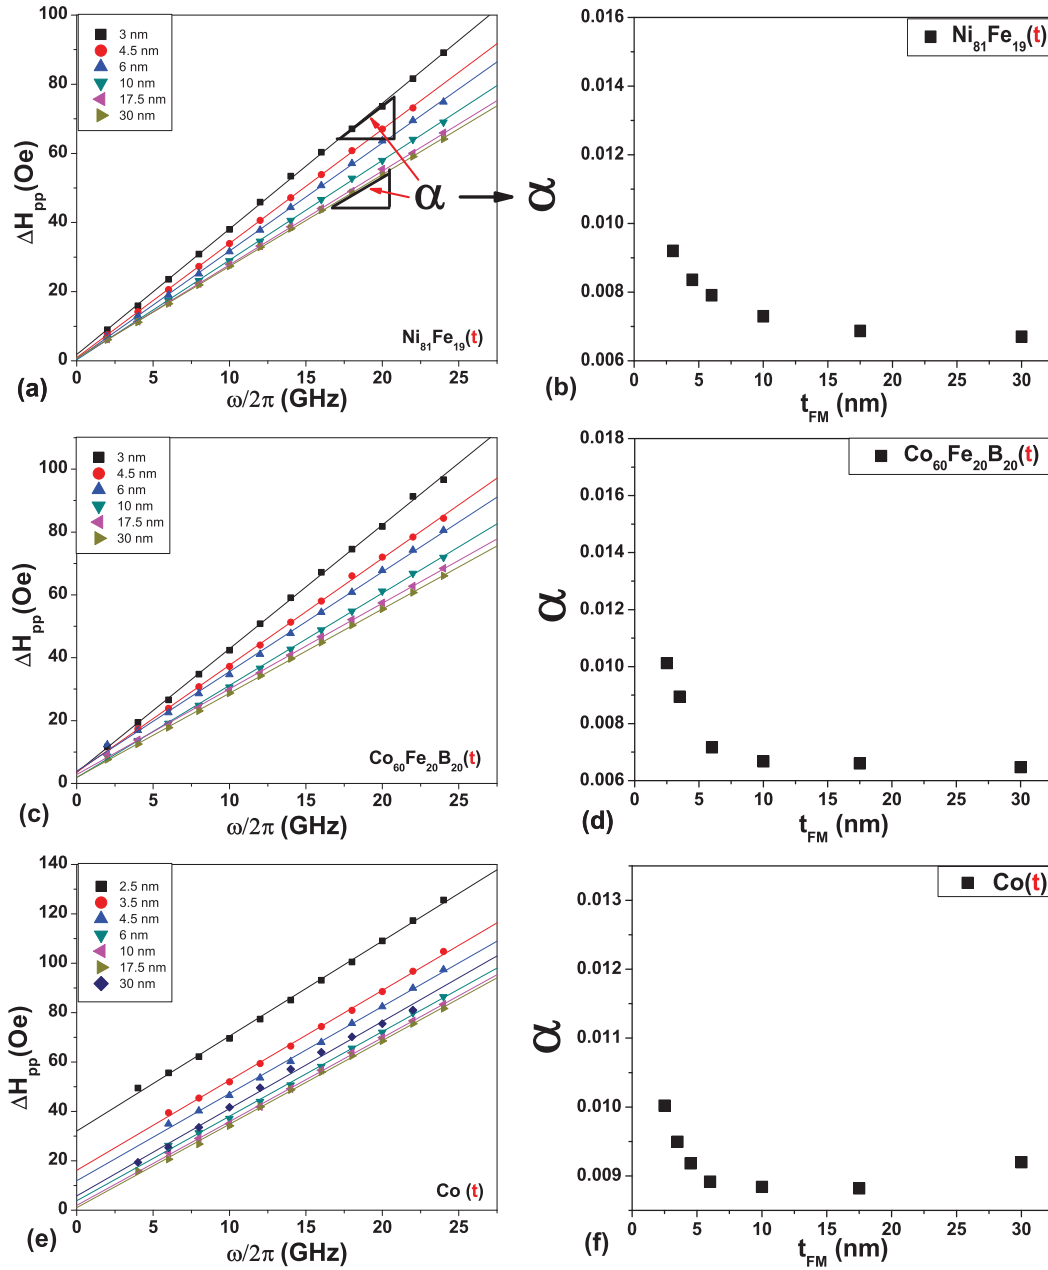 100
80
60
40
20
0
ΔH_pp(Oe)
3 nm
4.5 nm
6 nm
10 nm
17.5 nm
30 nm
α
Ni₈₁Fe₁₉(t)
0 5 10 15 20 25
(a)
ω/2π (GHz)
0.016
0.014
0.012
0.010
0.008
0.006
α
Ni₈₁Fe₁₉(t)
0 5 10 15 20 25 30
(b)
t_FM (nm)
100
80
60
40
20
0
ΔH_pp(Oe)
3 nm
4.5 nm
6 nm
10 nm
17.5 nm
30 nm
Co₆₀Fe₂₀B₂₀(t)
0 5 10 15 20 25
(c)
ω/2π (GHz)
0.018
0.016
0.014
0.012
0.010
0.008
0.006
α
Co₆₀Fe₂₀B₂₀(t)
0 5 10 15 20 25 30
(d)
t_FM (nm)
140
120
100
80
60
40
20
0
ΔH_pp(Oe)
2.5 nm
3.5 nm
4.5 nm
6 nm
10 nm
17.5 nm
30 nm
Co (t)
0 5 10 15 20 25
(e)
ω/2π (GHz)
0.013
0.012
0.011
0.010
0.009
α
Co(t)
0 5 10 15 20 25 30
(f)
t_FM (nm)